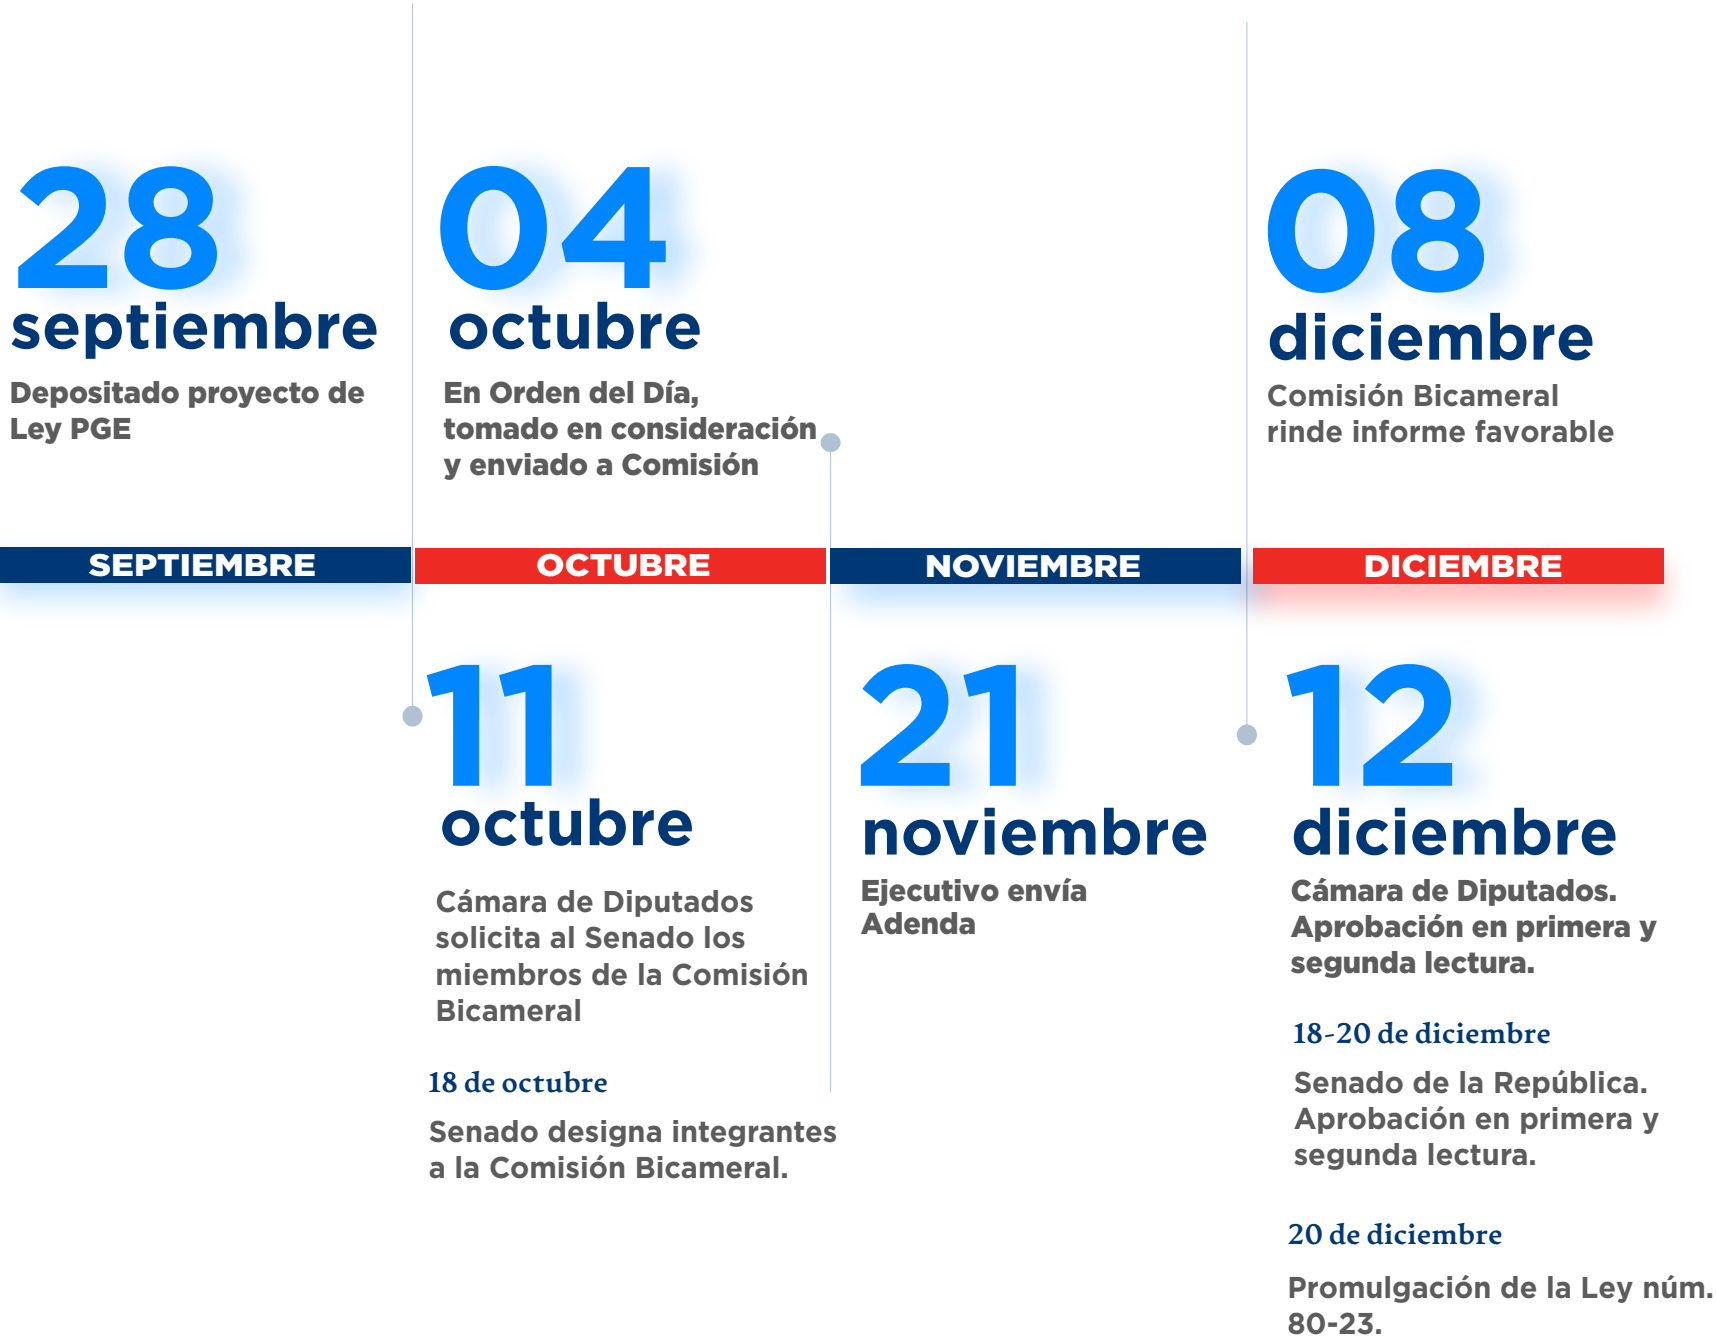 28
septiembre
Depositado proyecto de
Ley PGE
04
octubre
En Orden del Día,
tomado en consideración
y enviado a Comisión
08
diciembre
Comisión Bicameral
rinde informe favorable
SEPTIEMBRE
OCTUBRE
NOVIEMBRE
DICIEMBRE
11
octubre
Cámara de Diputados
solicita al Senado los
miembros de la Comisión
Bicameral
18 de octubre
Senado designa integrantes
a la Comisión Bicameral.
21
noviembre
Ejecutivo envía
Adenda
12
diciembre
Cámara de Diputados.
Aprobación en primera y
segunda lectura.
18-20 de diciembre
Senado de la República.
Aprobación en primera y
segunda lectura.
20 de diciembre
Promulgación de la Ley núm.
80-23.